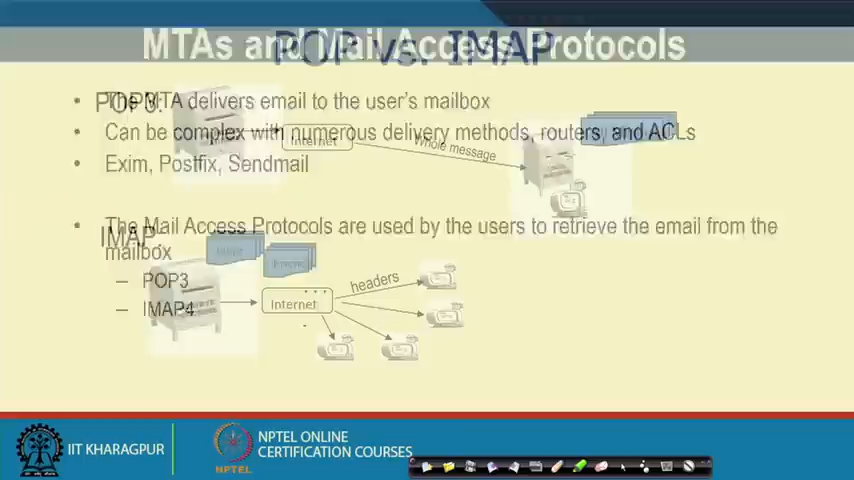 MTAs and Mail Access Protocols
POP vs. IMAP
POP3:
• The MTA delivers email to the user's mailbox
• Can be complex with numerous delivery methods, routers, and ACLs
Internet
Whole message
• Exim, Postfix, Sendmail
• The Mail Access Protocols are used by the users to retrieve the email from the
mailbox
IMAP:
– POP3
– IMAP4
Internet
headers
IIT KHARAGPUR
NPTEL
NPTEL ONLINE
CERTIFICATION COURSES